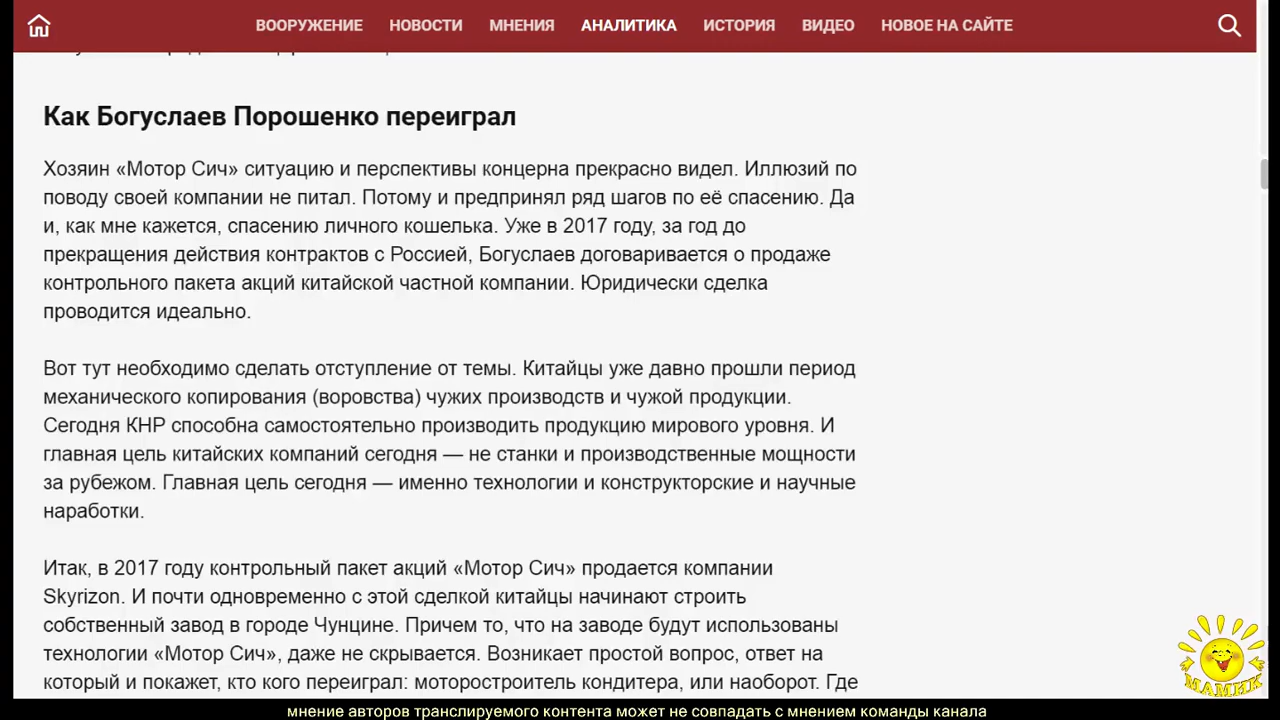 ВООРУЖЕНИЕ НОВОСТИ МНЕНИЯ АНАЛИТИКА ИСТОРИЯ ВИДЕО НОВОЕ НА САЙТЕ
Как Богуслаев Порошенко переиграл
Хозяин «Мотор Сич» ситуацию и перспективы концерна прекрасно видел. Иллюзий по
поводу своей компании не питал. Потому и предпринял ряд шагов по её спасению. Да
и, как мне кажется, спасению личного кошелька. Уже в 2017 году, за год до
прекращения действия контрактов с Россией, Богуслаев договаривается о продаже
контрольного пакета акций китайской частной компании. Юридически сделка
проводится идеально.
Вот тут необходимо сделать отступление от темы. Китайцы уже давно прошли период
механического копирования (воровства) чужих производств и чужой продукции.
Сегодня КНР способна самостоятельно производить продукцию мирового уровня. И
главная цель китайских компаний сегодня — не станки и производственные мощности
за рубежом. Главная цель сегодня — именно технологии и конструкторские и научные
наработки.
Итак, в 2017 году контрольный пакет акций «Мотор Сич» продается компании
Skyrizon. И почти одновременно с этой сделкой китайцы начинают строить
собственный завод в городе Чунцине. Причем то, что на заводе будут использованы
технологии «Мотор Сич», даже не скрывается. Возникает простой вопрос, ответ на
который и покажет, кто кого переиграл: моторостроитель кондитера, или наоборот. Где
МАМИК
мнение авторов транслируемого контента может не совпадать с мнением команды канала